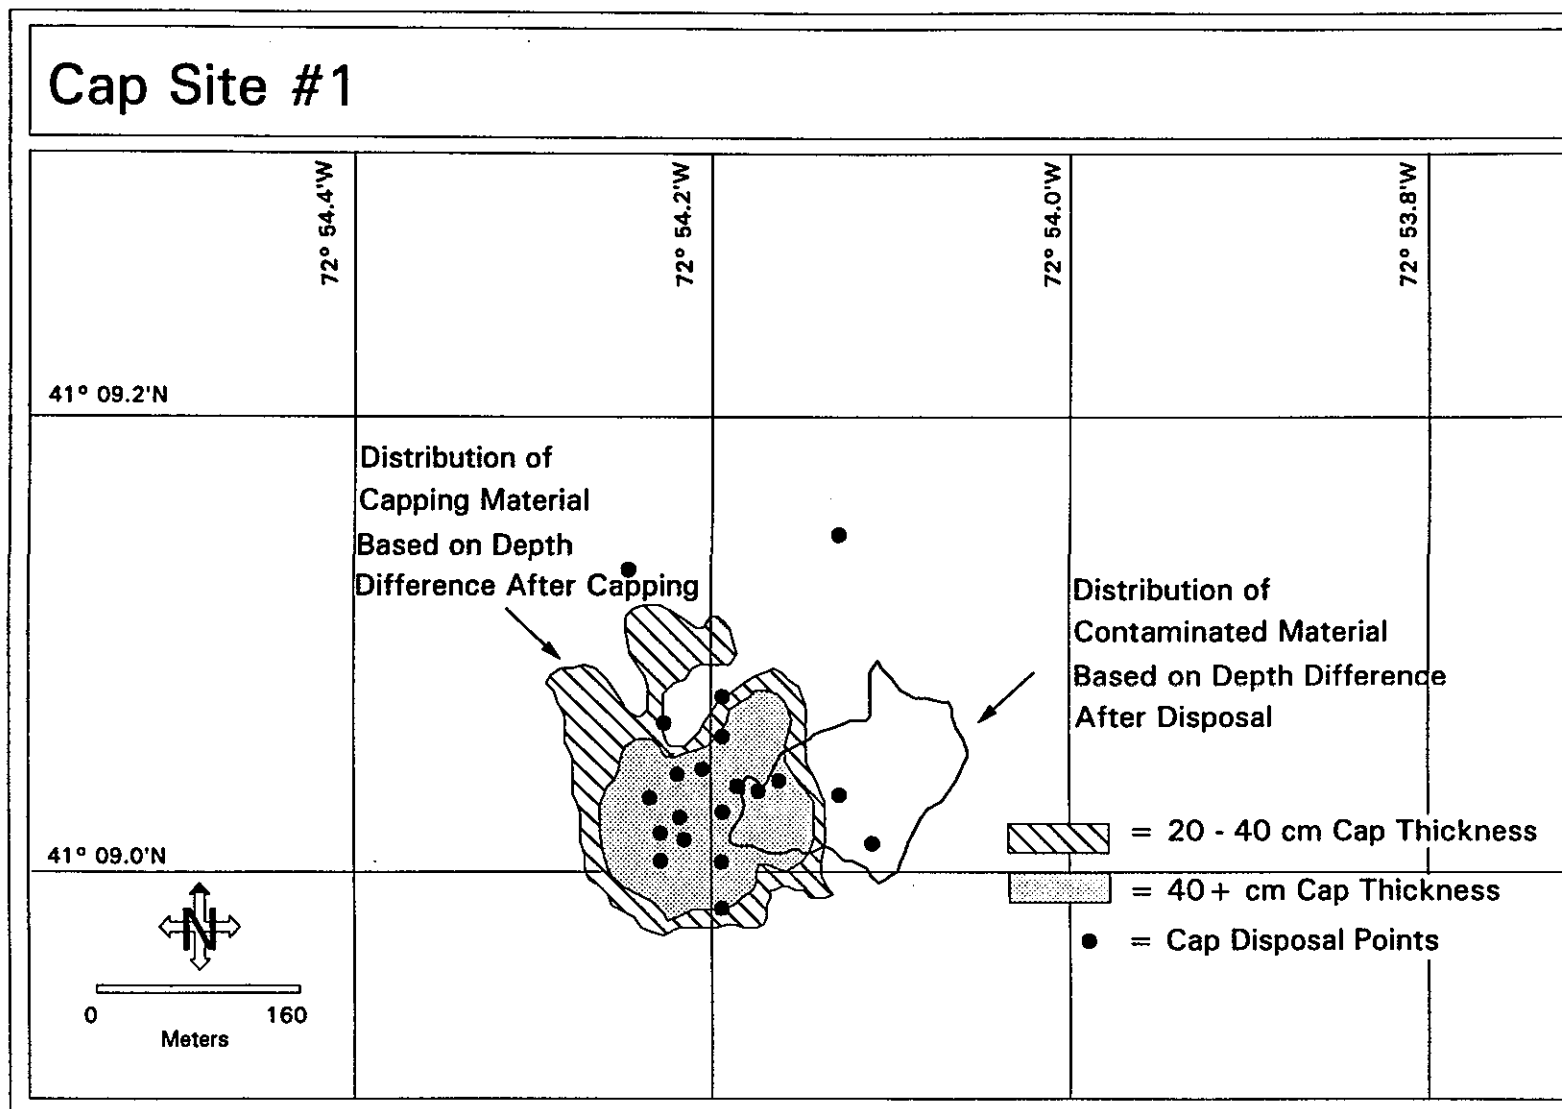 Cap Site #1
72° 54.4'W
72° 54.2'W
72° 54.0'W
72° 53.8'W
41° 09.2'N
Distribution of
Capping Material
Based on Depth
Difference After Capping
Distribution of
Contaminated Material
Based on Depth Difference
After Disposal
= 20 - 40 cm Cap Thickness
41° 09.0'N
= 40 + cm Cap Thickness
= Cap Disposal Points
N
0 160
Meters